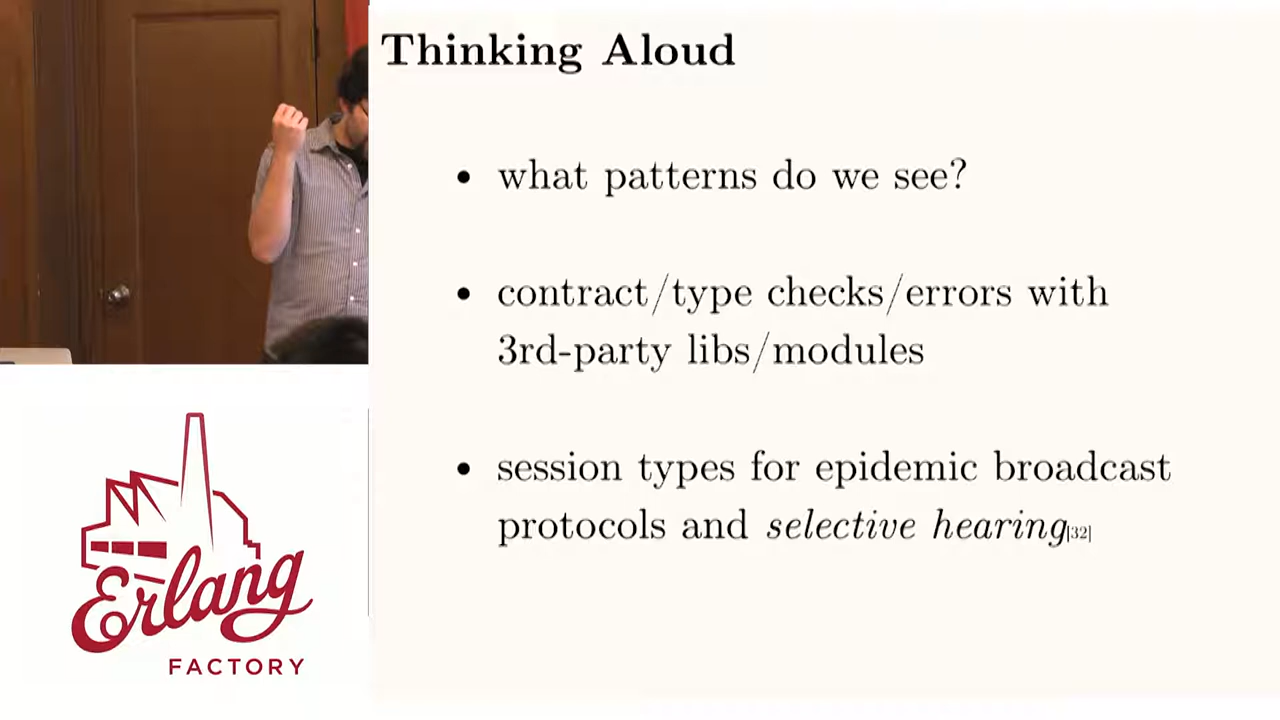 Thinking Aloud
• what patterns do we see?
• contract/type checks/errors with
3rd-party libs/modules
• session types for epidemic broadcast
protocols and selective hearing[32]
Erlang
FACTORY